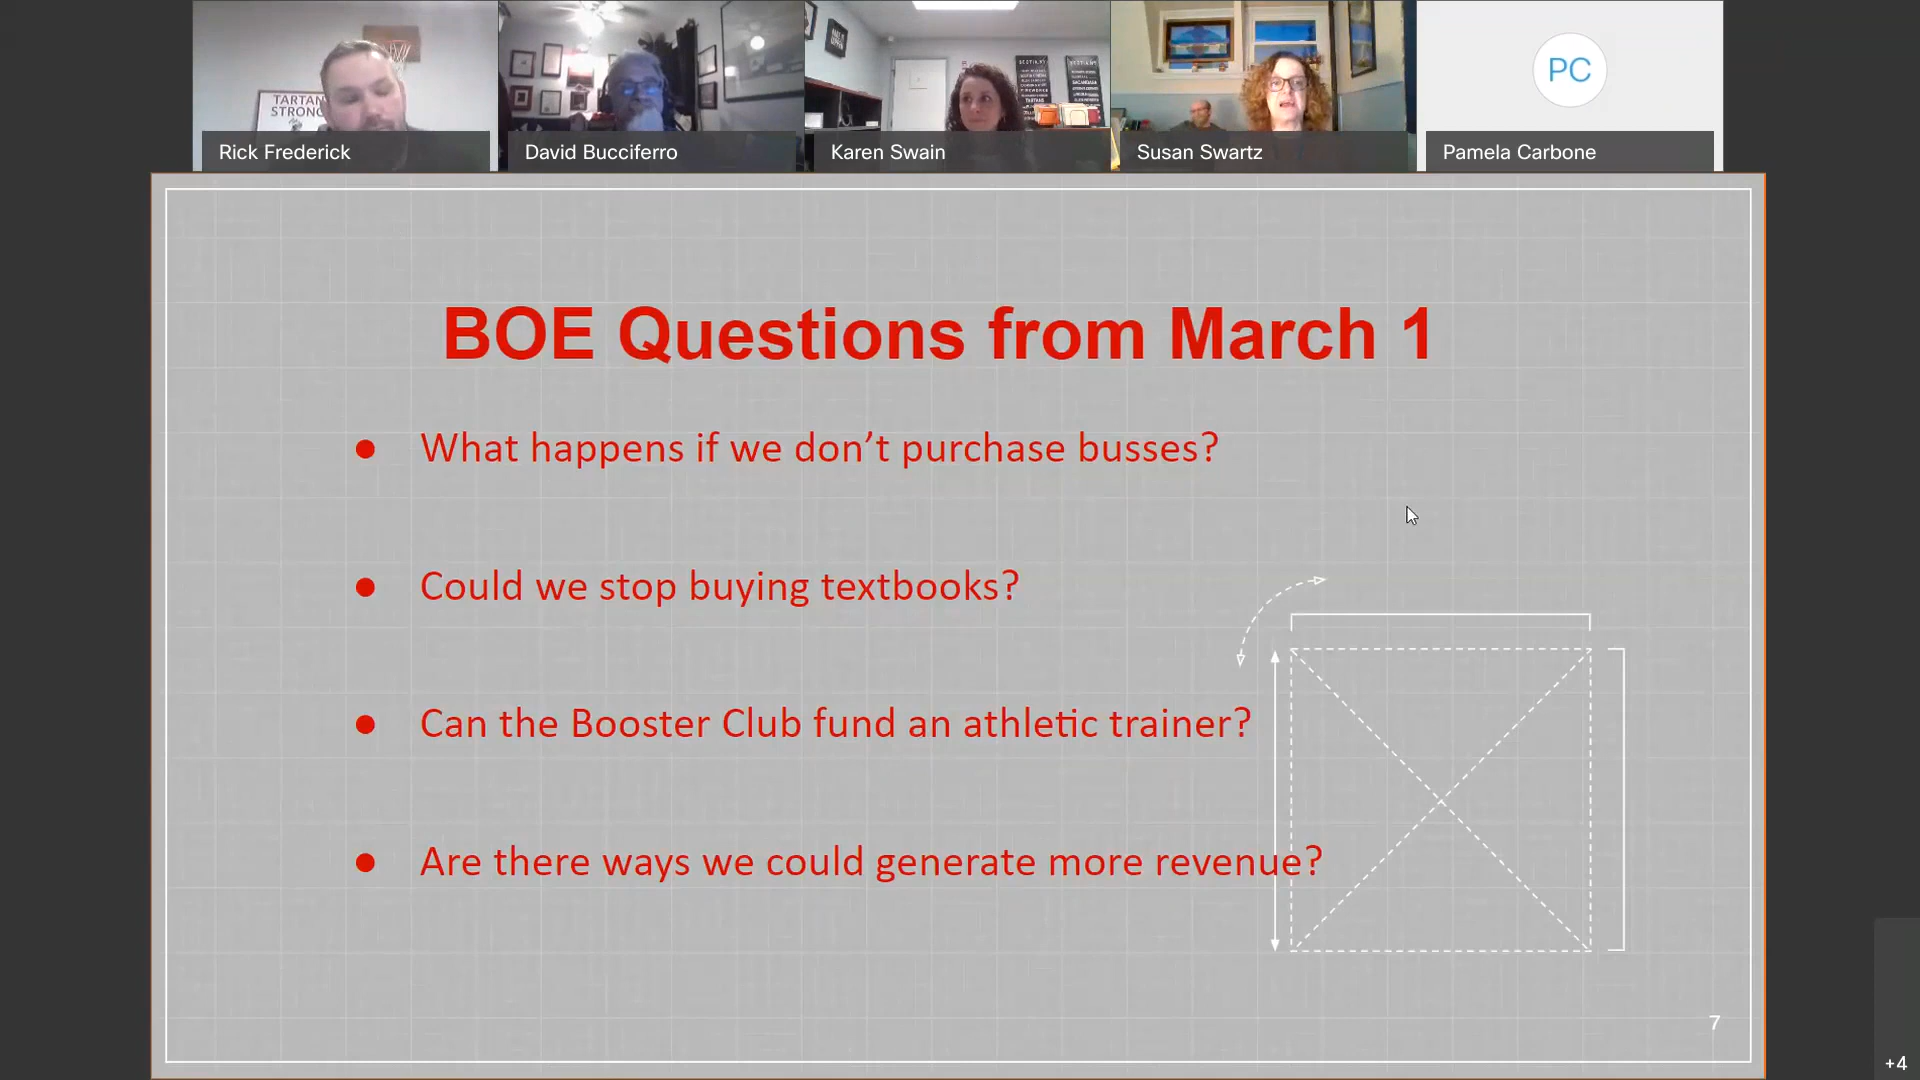 TARTAN
STRONG
Rick Frederick
David Bucciferro
Karen Swain
Susan Swartz
PC
Pamela Carbone
BOE Questions from March 1
● What happens if we don’t purchase busses?
● Could we stop buying textbooks?
● Can the Booster Club fund an athletic trainer?
● Are there ways we could generate more revenue?
7
+4